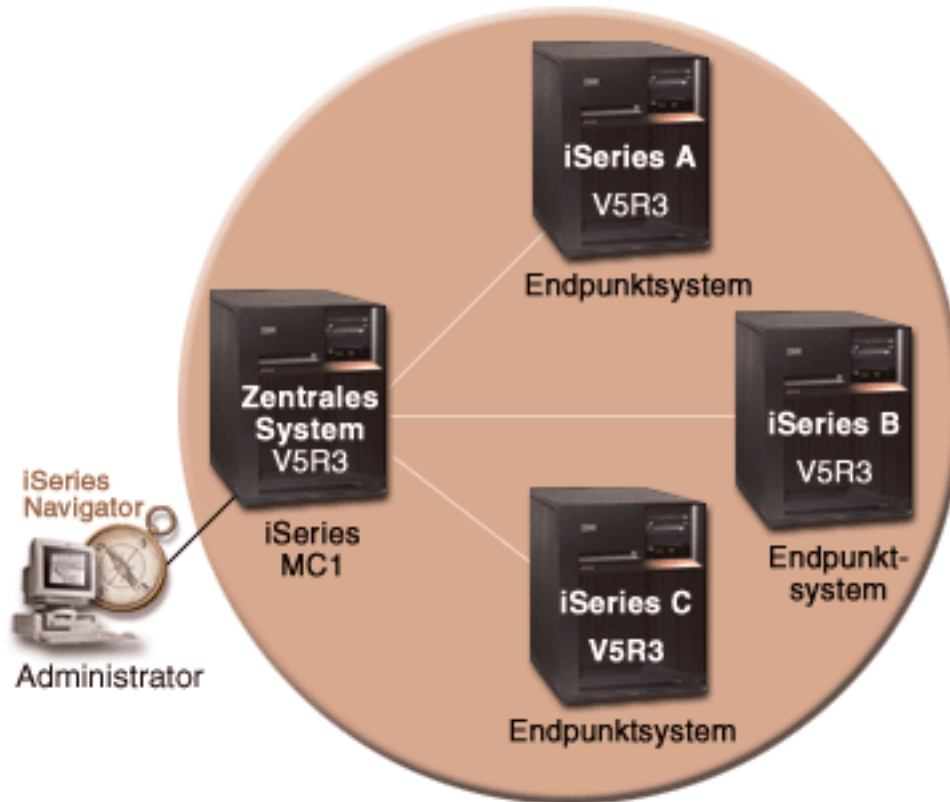 iSeries A
V5R3
Endpunktsystem
Zentrales
System
V5R3
iSeries
MC1
iSeries B
V5R3
Endpunkt-
system
iSeries
Navigator
Administrator
iSeries C
V5R3
Endpunktsystem